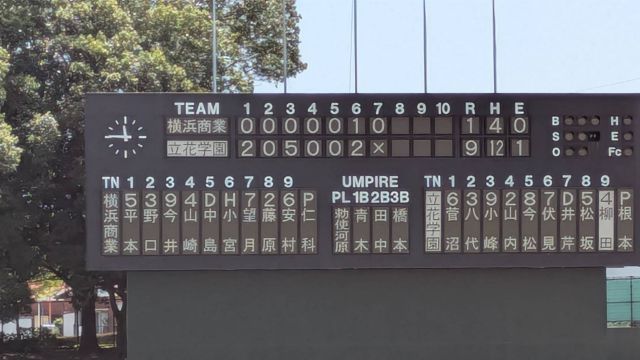 TEAM 1 2 3 4 5 6 7 8 9 10 R H E
横浜商業 0 0 0 0 0 1 0 1 4 0
立花学園 2 0 5 0 0 2 × 9 12 1
B
S
O
H
E
Fc
TN 1 2 3 4 5 6 7 8 9
横浜商業
5平本
3野口
9今井
4山崎
D中島
H小宮
7望月
2藤原
6安村
P仁科
UMPIRE
PL 1B 2B 3B
勅使河原
青木
田中
橋本
TN 1 2 3 4 5 6 7 8 9
立花学園
6菅沼
3八代
9小峰
2山内
8今松
7伏見
D井芹
5松坂
4柳田
P根本